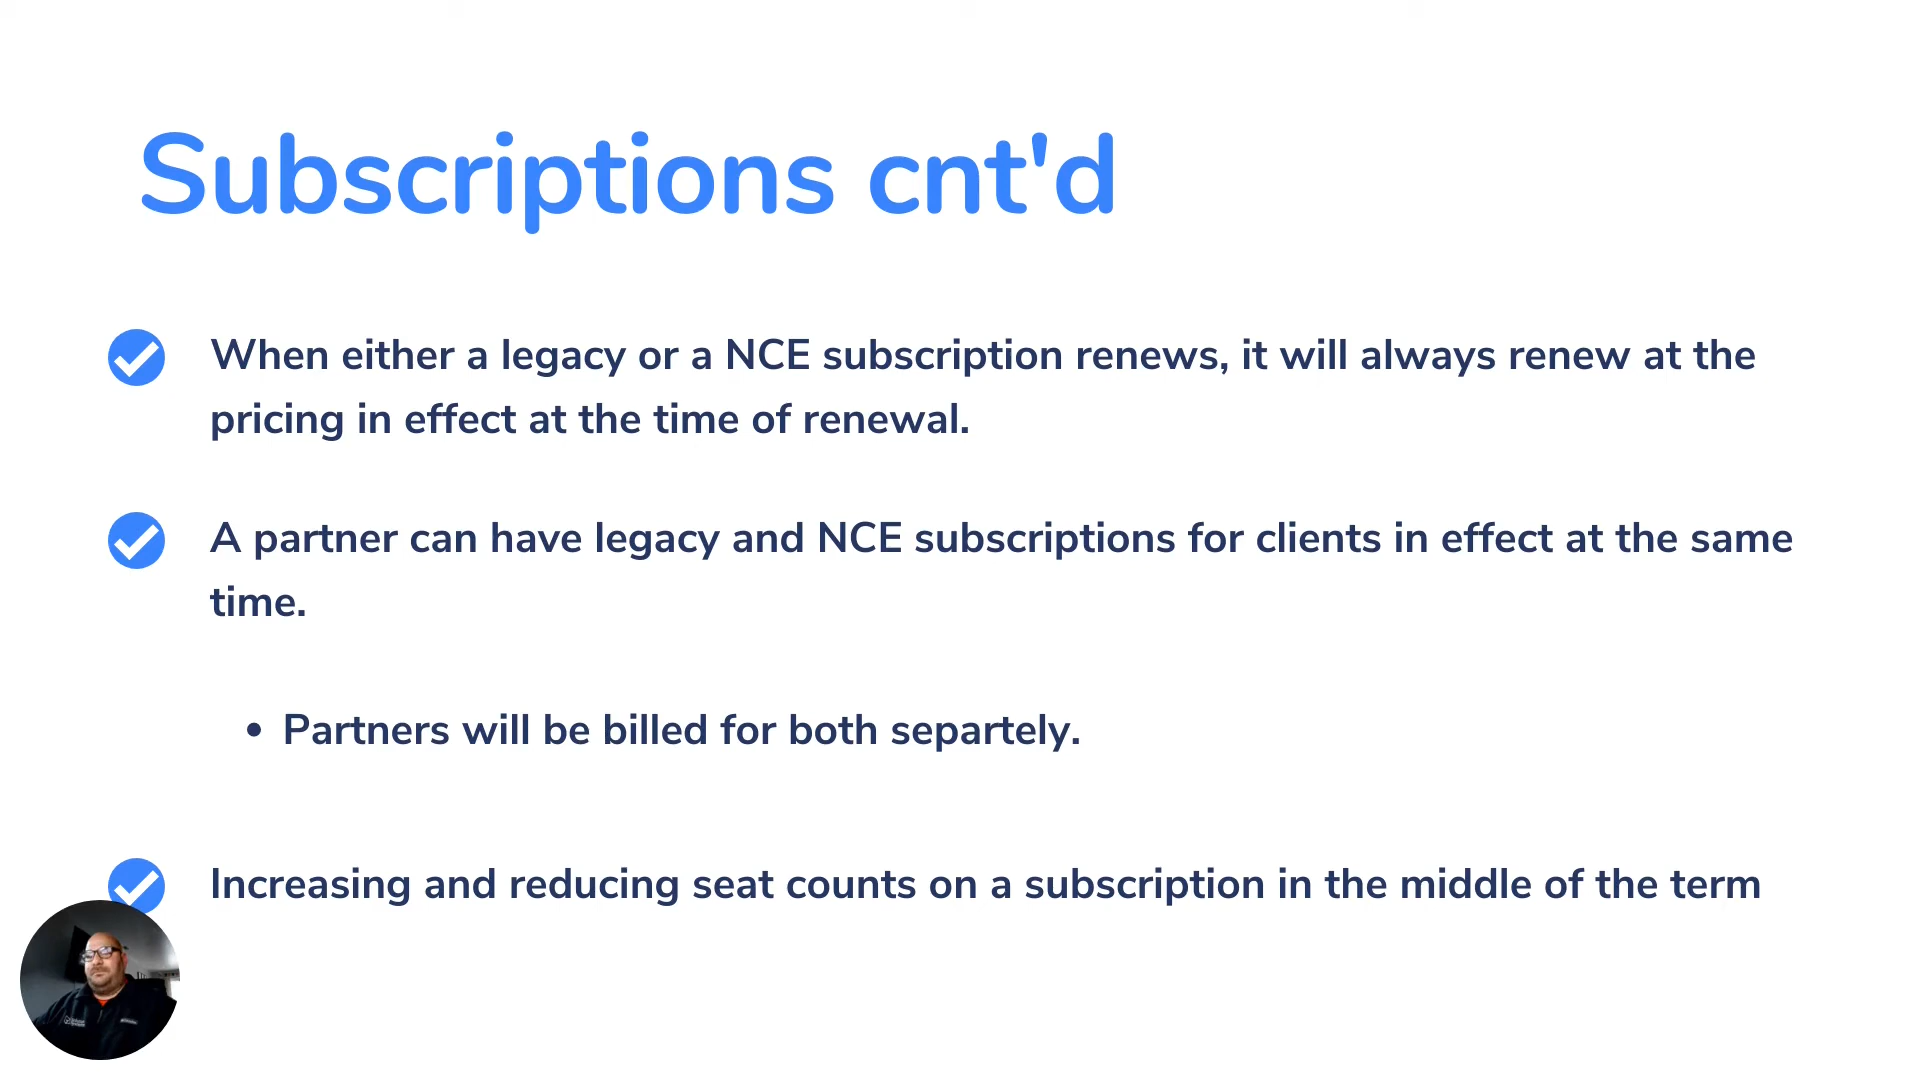 Subscriptions cnt'd
When either a legacy or a NCE subscription renews, it will always renew at the
pricing in effect at the time of renewal.
A partner can have legacy and NCE subscriptions for clients in effect at the same
time.
• Partners will be billed for both separtely.
Increasing and reducing seat counts on a subscription in the middle of the term